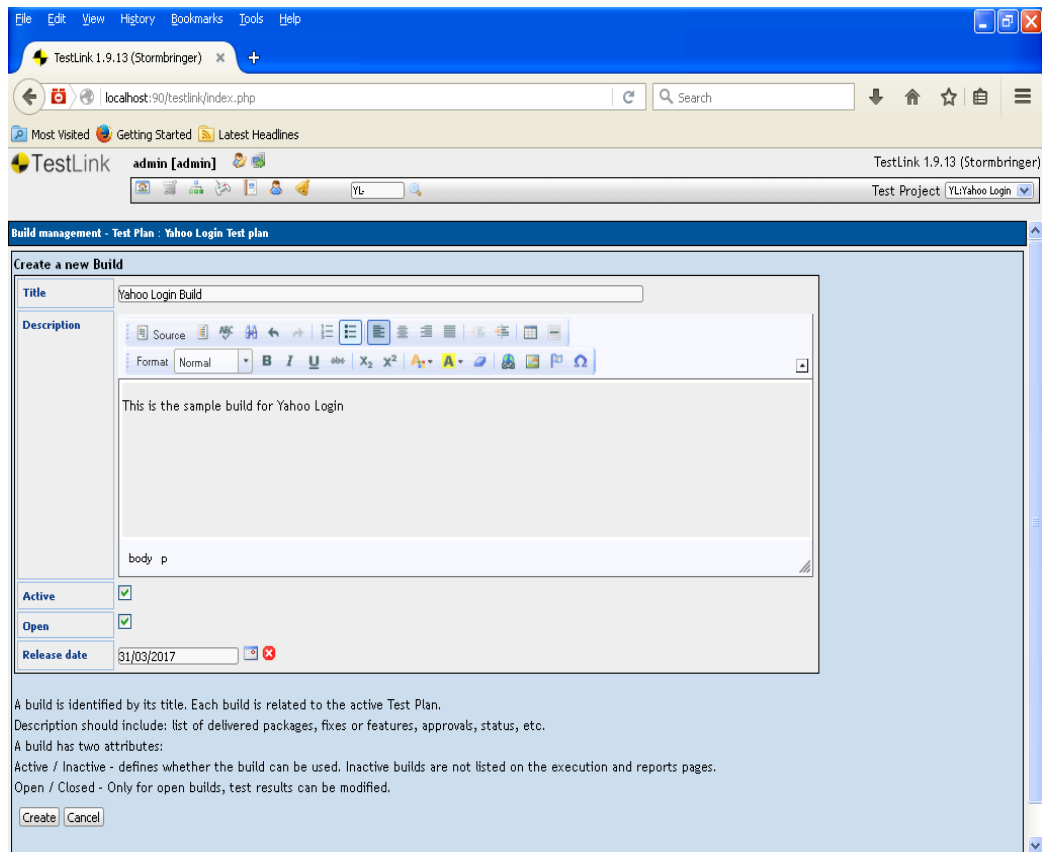 File Edit View History Bookmarks Tools Help
TestLink 1.9.13 (Stormbringer)
localhost:90/testlink/index.php
Search
Most Visited Getting Started Latest Headlines
TestLink admin [admin] TestLink 1.9.13 (Stormbringer)
YL- Test Project YL:Yahoo Login
Build management - Test Plan : Yahoo Login Test plan
Create a new Build
Title Yahoo Login Build
Description
Source ABC
Format Normal B I U abc X₂ X² A A Ω
This is the sample build for Yahoo Login
body p
Active
Open
Release date 31/03/2017
A build is identified by its title. Each build is related to the active Test Plan.
Description should include: list of delivered packages, fixes or features, approvals, status, etc.
A build has two attributes:
Active / Inactive - defines whether the build can be used. Inactive builds are not listed on the execution and reports pages.
Open / Closed - Only for open builds, test results can be modified.
Create Cancel